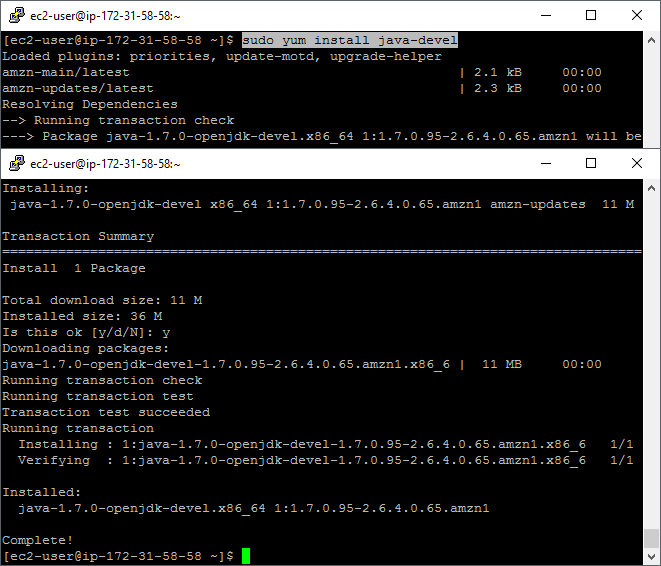 ec2-user@ip-172-31-58-58:~
[ec2-user@ip-172-31-58-58 ~]$ sudo yum install java-devel
Loaded plugins: priorities, update-motd, upgrade-helper
amzn-main/latest | 2.1 kB 00:00
amzn-updates/latest | 2.3 kB 00:00
Resolving Dependencies
--> Running transaction check
---> Package java-1.7.0-openjdk-devel.x86_64 1:1.7.0.95-2.6.4.0.65.amzn1 will be
ec2-user@ip-172-31-58-58:~
Installing:
java-1.7.0-openjdk-devel x86_64 1:1.7.0.95-2.6.4.0.65.amzn1 amzn-updates 11 M
Transaction Summary
================================================================================
Install 1 Package
Total download size: 11 M
Installed size: 36 M
Is this ok [y/d/N]: y
Downloading packages:
java-1.7.0-openjdk-devel-1.7.0.95-2.6.4.0.65.amzn1.x86_6 | 11 MB 00:00
Running transaction check
Running transaction test
Transaction test succeeded
Running transaction
Installing : 1:java-1.7.0-openjdk-devel-1.7.0.95-2.6.4.0.65.amzn1.x86_6 1/1
Verifying : 1:java-1.7.0-openjdk-devel-1.7.0.95-2.6.4.0.65.amzn1.x86_6 1/1
Installed:
java-1.7.0-openjdk-devel.x86_64 1:1.7.0.95-2.6.4.0.65.amzn1
Complete!
[ec2-user@ip-172-31-58-58 ~]$